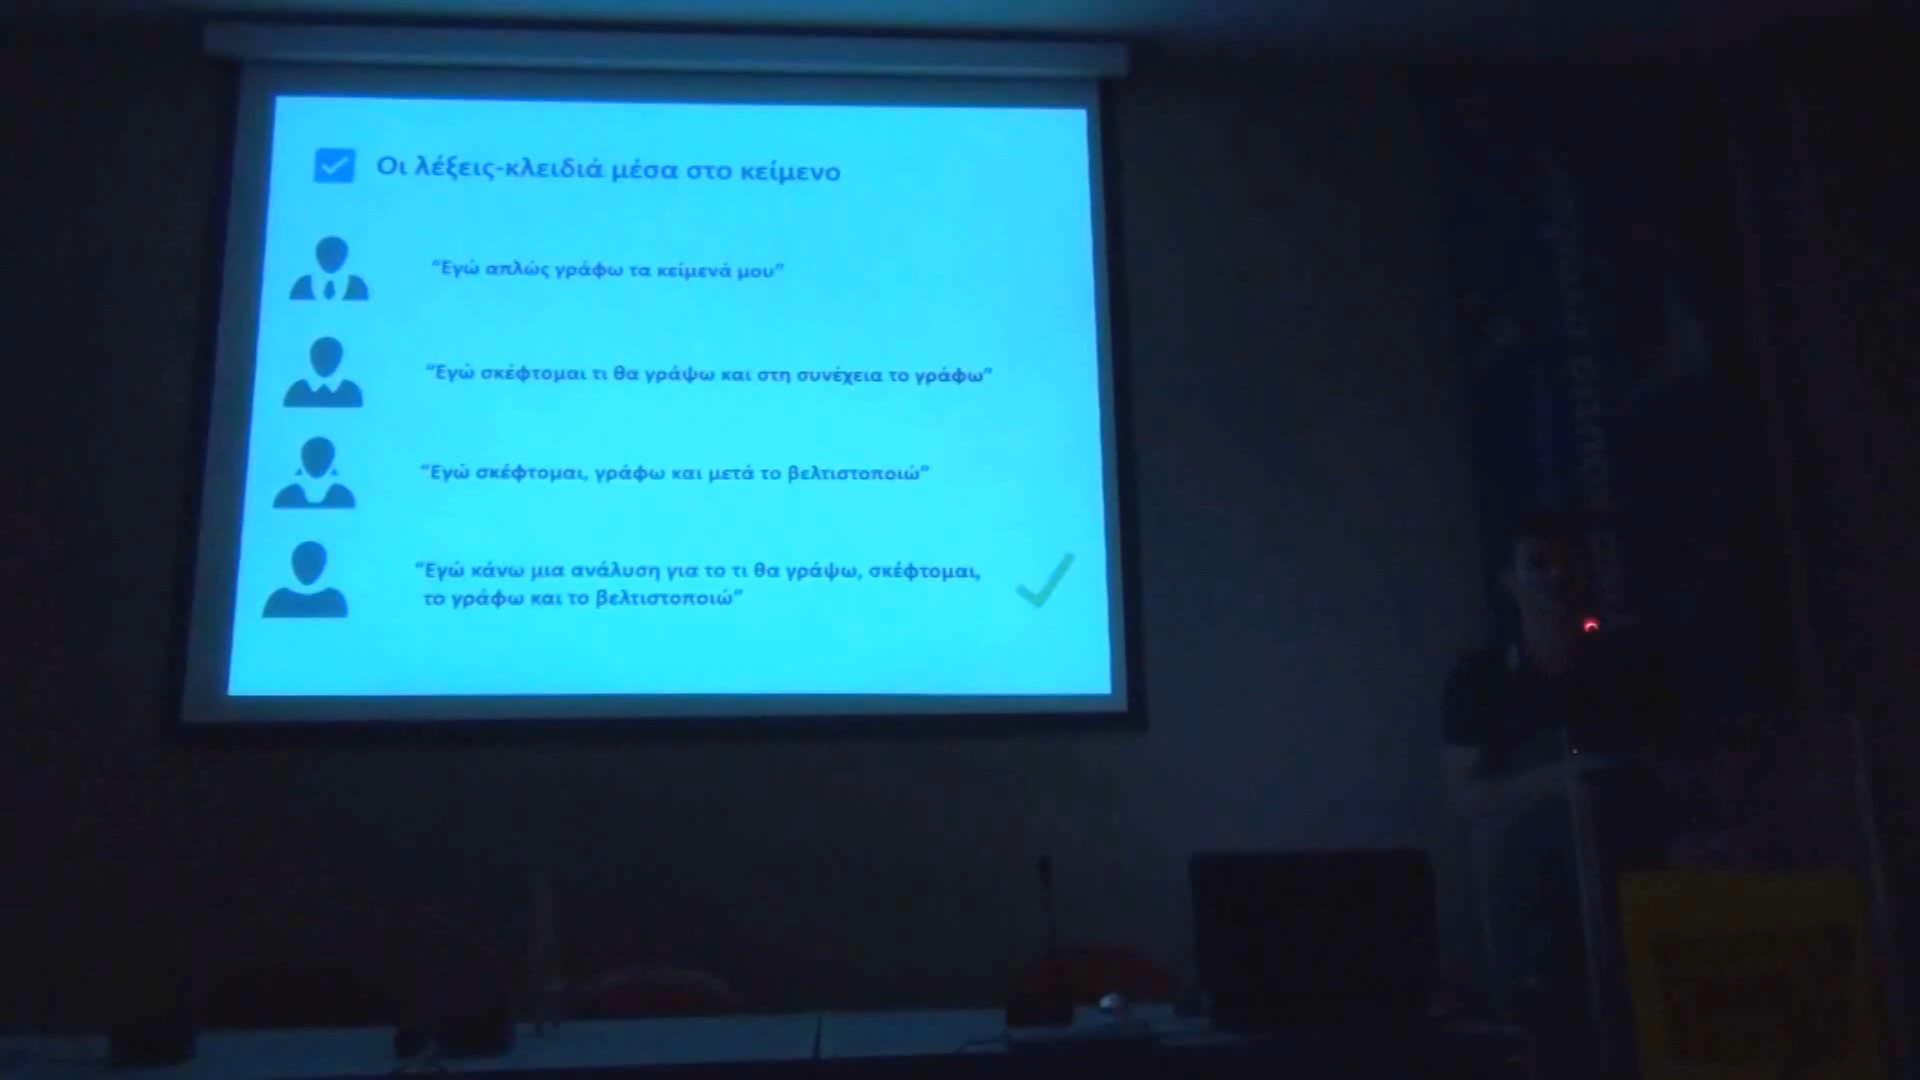 Οι λέξεις-κλειδιά μέσα στο κείμενο
“Εγώ απλώς γράφω τα κείμενά μου”
“Εγώ σκέφτομαι τι θα γράψω και στη συνέχεια το γράφω”
“Εγώ σκέφτομαι, γράφω και μετά το βελτιστοποιώ”
“Εγώ κάνω μια ανάλυση για το τι θα γράψω, σκέφτομαι,
το γράφω και το βελτιστοποιώ”